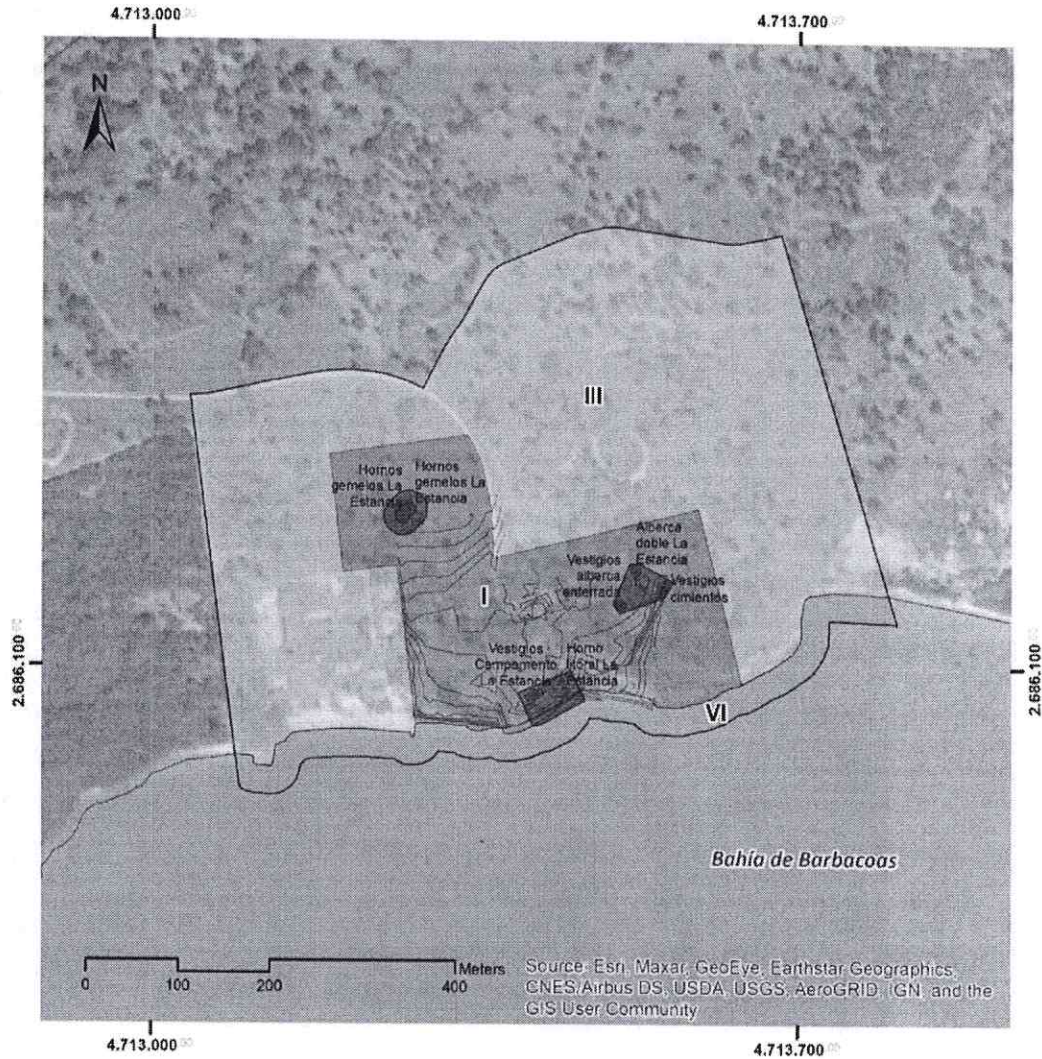 4.713.000
4.713.700
N
III
Hornos
gemelos La
Estancia
Hornos
gemelos La
Estancia
Alberca
doble La
Estancia
Vestigios
alberca
enterrada
Vestigios
cimientos
I
2.686.100
2.686.100
Vestigios
Campamento
La Estancia
Horno
litoral La
Estancia
VI
Bahía de Barbacoas
Meters
0
100
200
400
Source: Esri, Maxar, GeoEye, Earthstar Geographics,
CNES/Airbus DS, USDA, USGS, AeroGRID, IGN, and the
GIS User Community
4.713.000
4.713.700